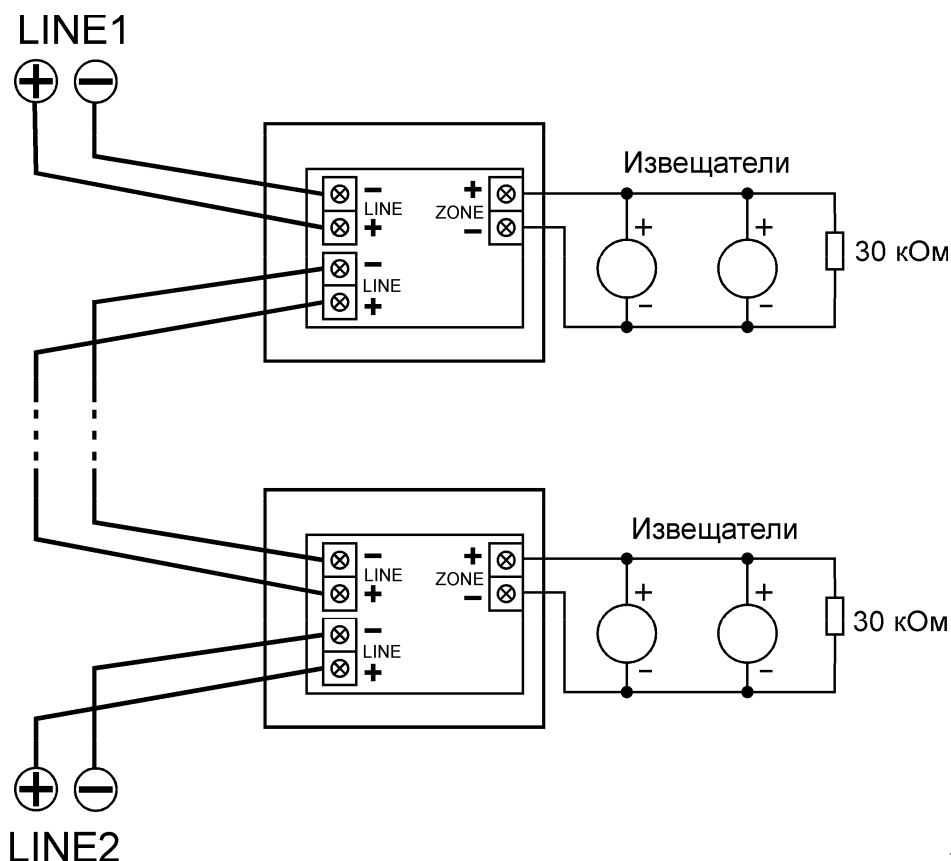 LINE1
+ −
Извещатели
− LINE +
+ ZONE −
− LINE +
+ −
+ −
30 кОм
Извещатели
− LINE +
+ ZONE −
− LINE +
+ −
+ −
30 кОм
+ −
LINE2